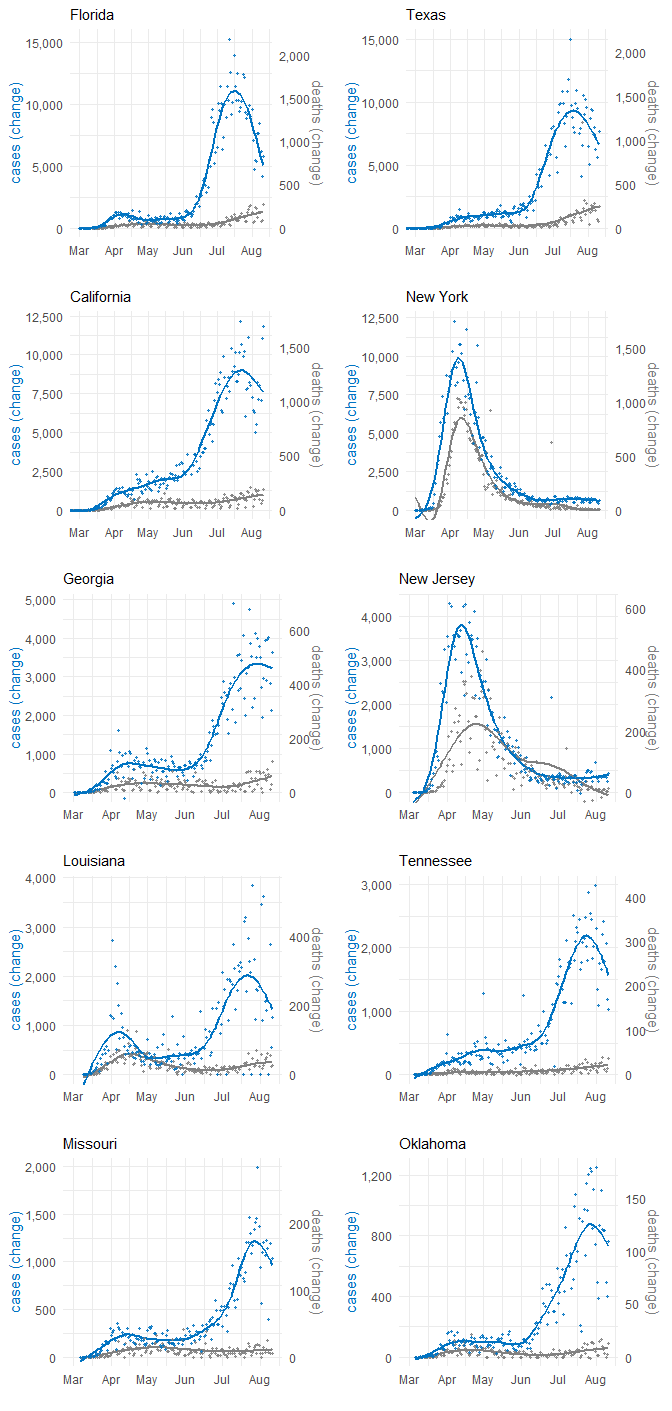 Florida
15,000
10,000
5,000
0
2,000
1,500
1,000
500
0
cases (change)
deaths (change)
Mar Apr May Jun Jul Aug
Texas
15,000
10,000
5,000
0
2,000
1,500
1,000
500
0
cases (change)
deaths (change)
Mar Apr May Jun Jul Aug
California
12,500
10,000
7,500
5,000
2,500
0
1,500
1,000
500
0
cases (change)
deaths (change)
Mar Apr May Jun Jul Aug
New York
12,500
10,000
7,500
5,000
2,500
0
1,500
1,000
500
0
cases (change)
deaths (change)
Mar Apr May Jun Jul Aug
Georgia
5,000
4,000
3,000
2,000
1,000
0
600
400
200
0
cases (change)
deaths (change)
Mar Apr May Jun Jul Aug
New Jersey
4,000
3,000
2,000
1,000
0
600
400
200
0
cases (change)
deaths (change)
Mar Apr May Jun Jul Aug
Louisiana
4,000
3,000
2,000
1,000
0
400
200
0
cases (change)
deaths (change)
Mar Apr May Jun Jul Aug
Tennessee
3,000
2,000
1,000
0
400
300
200
100
0
cases (change)
deaths (change)
Mar Apr May Jun Jul Aug
Missouri
2,000
1,500
1,000
500
0
200
100
0
cases (change)
deaths (change)
Mar Apr May Jun Jul Aug
Oklahoma
1,200
800
400
0
150
100
50
0
cases (change)
deaths (change)
Mar Apr May Jun Jul Aug